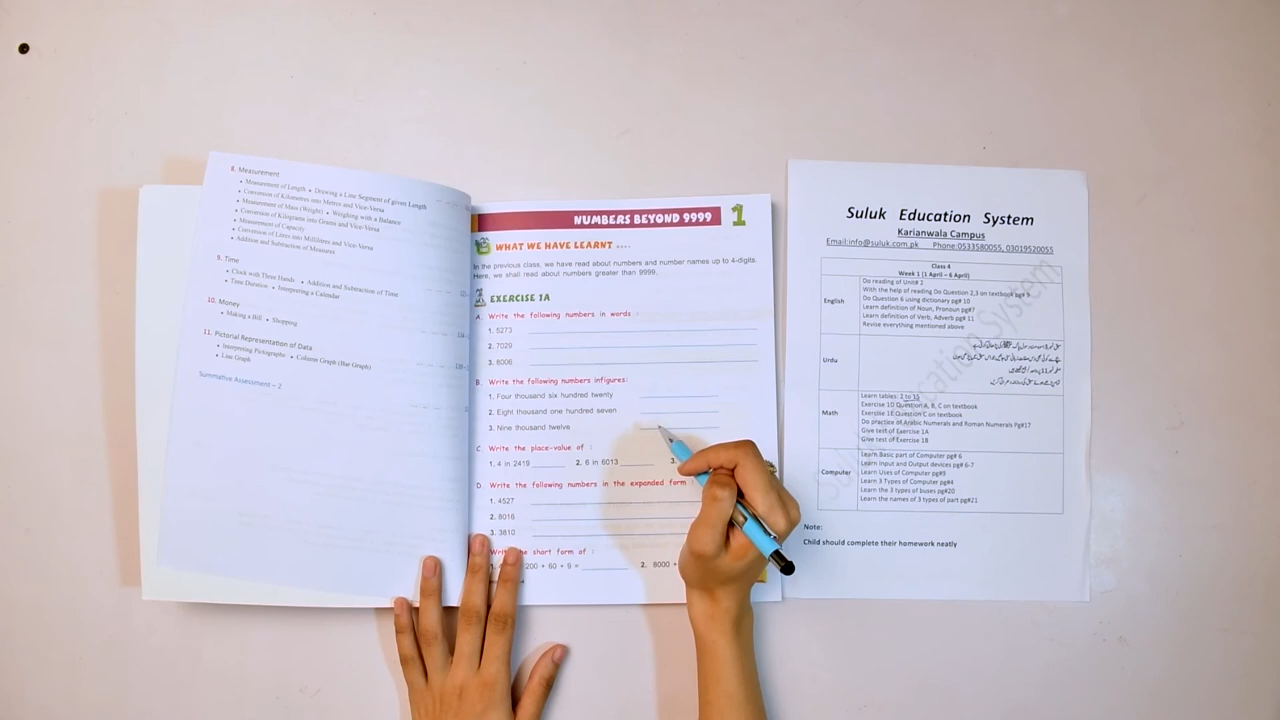 8. Measurement
• Measurement of Length • Drawing a Line Segment of given Length
• Conversion of Kilometres into Metres and Vice-Versa
• Measurement of Mass (Weight) • Weighing with a Balance
• Conversion of Kilograms into Grams and Vice-Versa
• Measurement of Capacity
• Conversion of Litres into Millilitres and Vice-Versa
• Addition and Subtraction of Measures
9. Time
• Clock with Three Hands • Addition and Subtraction of Time
• Time Duration • Interpreting a Calendar
10. Money
• Making a Bill • Shopping
11. Pictorial Representation of Data
• Interpreting Pictographs • Column Graph (Bar Graph)
• Line Graph
Summative Assessment – 2
NUMBERS BEYOND 9999 1
WHAT WE HAVE LEARNT ....
In the previous class, we have read about numbers and number names up to 4-digits.
Here, we shall read about numbers greater than 9999.
EXERCISE 1A
A. Write the following numbers in words :
1. 5273
2. 7029
3. 8006
B. Write the following numbers infigures:
1. Four thousand six hundred twenty
2. Eight thousand one hundred seven
3. Nine thousand twelve
C. Write the place-value of :
1. 4 in 2419 2. 6 in 6013 3.
D. Write the following numbers in the expanded form :
1. 4527
2. 8016
3. 3610
the short form of :
1. 200 + 60 + 9 = 2. 8000 +
Suluk Education System
Karianwala Campus
Email:info@suluk.com.pk Phone:0533580055, 03019520055
Class 4
Week 1 (1 April – 6 April)
English
Do reading of Unit# 2
With the help of reading Do Question 2,3 on textbook pg# 9
Do Question 6 using dictionary pg# 10
Learn definition of Noun, Pronoun pg#7
Learn definition of Verb, Adverb pg# 11
Revise everything mentioned above
Urdu
Math
Learn tables: 2 to 15
Exercise 1D Question A, B, C on textbook
Exercise 1E Question C on textbook
Do practice of Arabic Numerals and Roman Numerals Pg#17
Give test of Exercise 1A
Give test of Exercise 1B
Computer
Learn Basic part of Computer pg# 6
Learn Input and Output devices pg# 6-7
Learn Uses of Computer pg#9
Learn 3 Types of Computer pg#4
Learn the 3 types of buses pg#20
Learn the names of 3 types of part pg#21
Note:
Child should complete their homework neatly
Suluk Education System